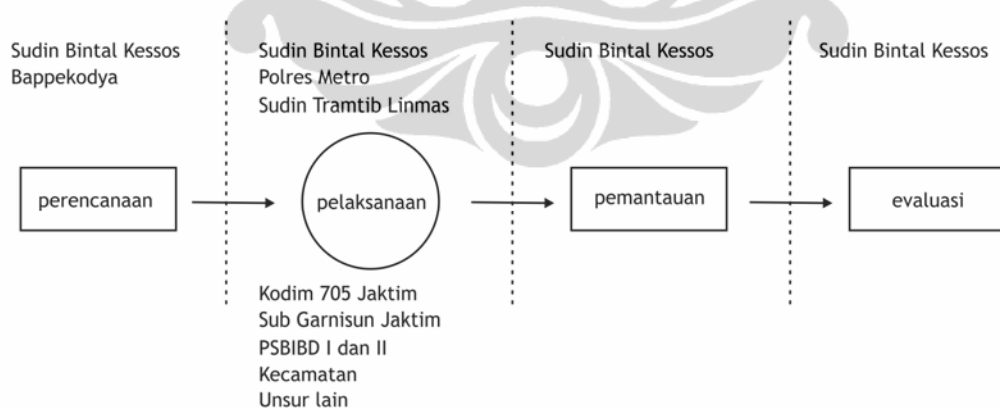 Sudin Bintal Kessos
Bappekodya
perencanaan
Sudin Bintal Kessos
Polres Metro
Sudin Tramtib Linmas
pelaksanaan
Kodim 705 Jaktim
Sub Garnisun Jaktim
PSBIBD I dan II
Kecamatan
Unsur lain
Sudin Bintal Kessos
pemantauan
Sudin Bintal Kessos
evaluasi